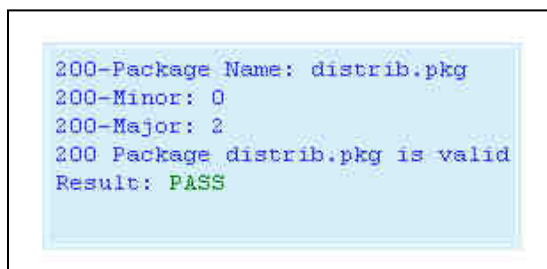 200-Package Name: distrib.pkg
200-Minor: 0
200-Major: 2
200 Package distrib.pkg is valid
Result: PASS